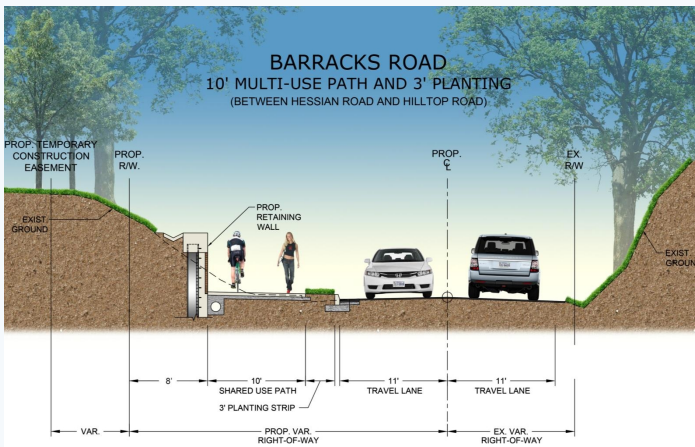 BARRACKS ROAD
10' MULTI-USE PATH AND 3' PLANTING
(BETWEEN HESSIAN ROAD AND HILLTOP ROAD)
PROP. TEMPORARY
CONSTRUCTION
EASEMENT
PROP.
R/W.
PROP.
℄
EX.
R/W
EXIST.
GROUND
PROP.
RETAINING
WALL
EXIST.
GROUN
8'
10'
SHARED USE PATH
3' PLANTING STRIP
11'
TRAVEL LANE
11'
TRAVEL LANE
VAR.
PROP. VAR.
RIGHT-OF-WAY
EX. VAR.
RIGHT-OF-WAY